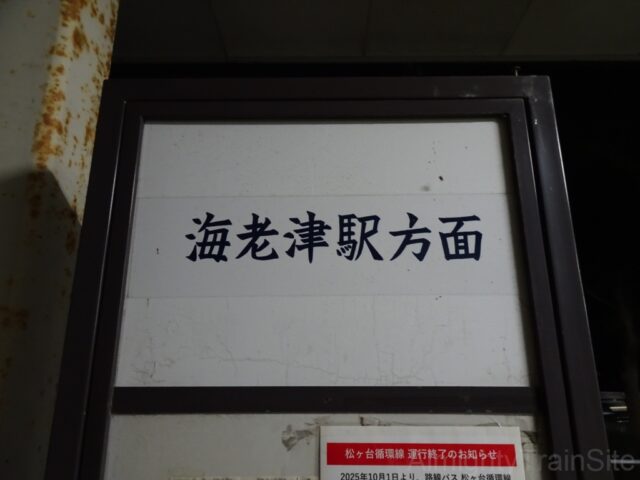 海老津駅方面
松ヶ台循環線 運行終了のお知らせ
2025年10月1日より、路線バス 松ヶ台循環線
AlmightyTrainSite